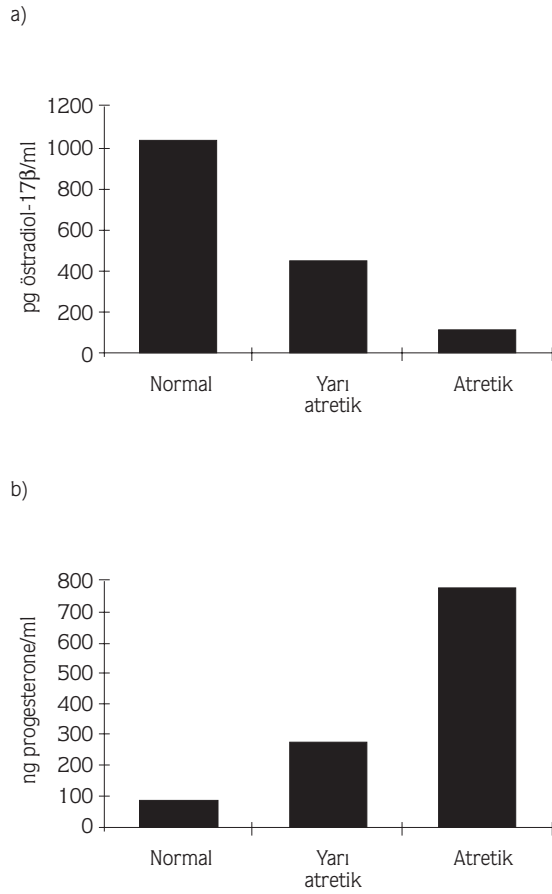 a)
pg östradiol-17β/ml
1200
1000
800
600
400
200
0
Normal
Yarı
atretik
Atretik
b)
ng progesterone/ml
800
700
600
500
400
300
200
100
0
Normal
Yarı
atretik
Atretik